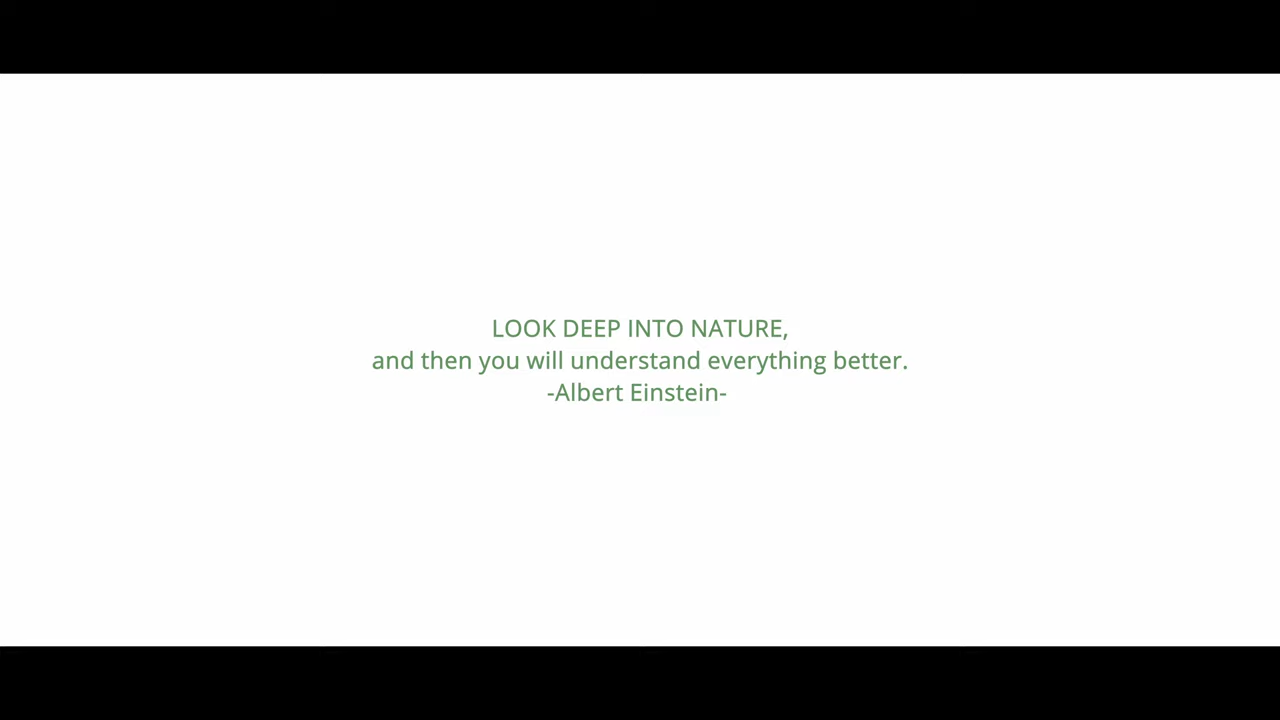 LOOK DEEP INTO NATURE,
and then you will understand everything better.
-Albert Einstein-